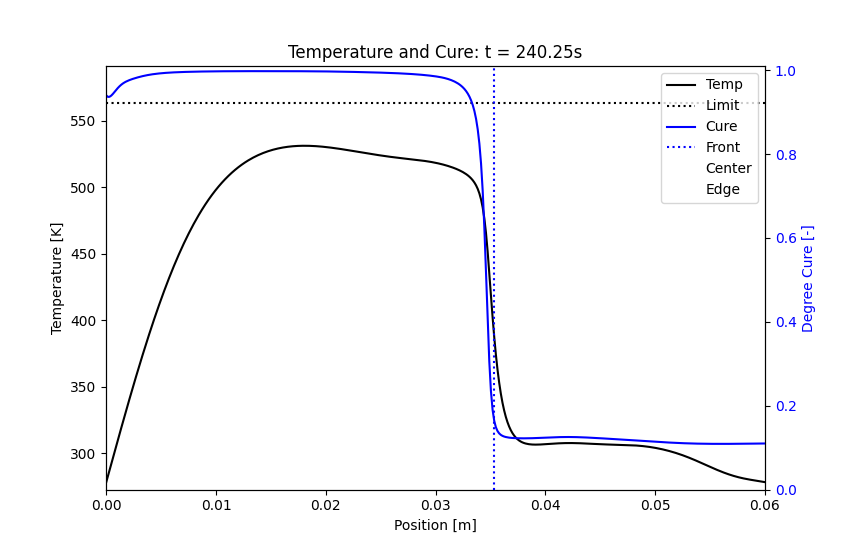 Temperature and Cure: t = 240.25s
Temp
Limit
Cure
Front
Center
Edge
Temperature [K]
550
500
450
400
350
300
1.0
0.8
0.6
0.4
0.2
0.0
Degree Cure [-]
0.00 0.01 0.02 0.03 0.04 0.05 0.06
Position [m]